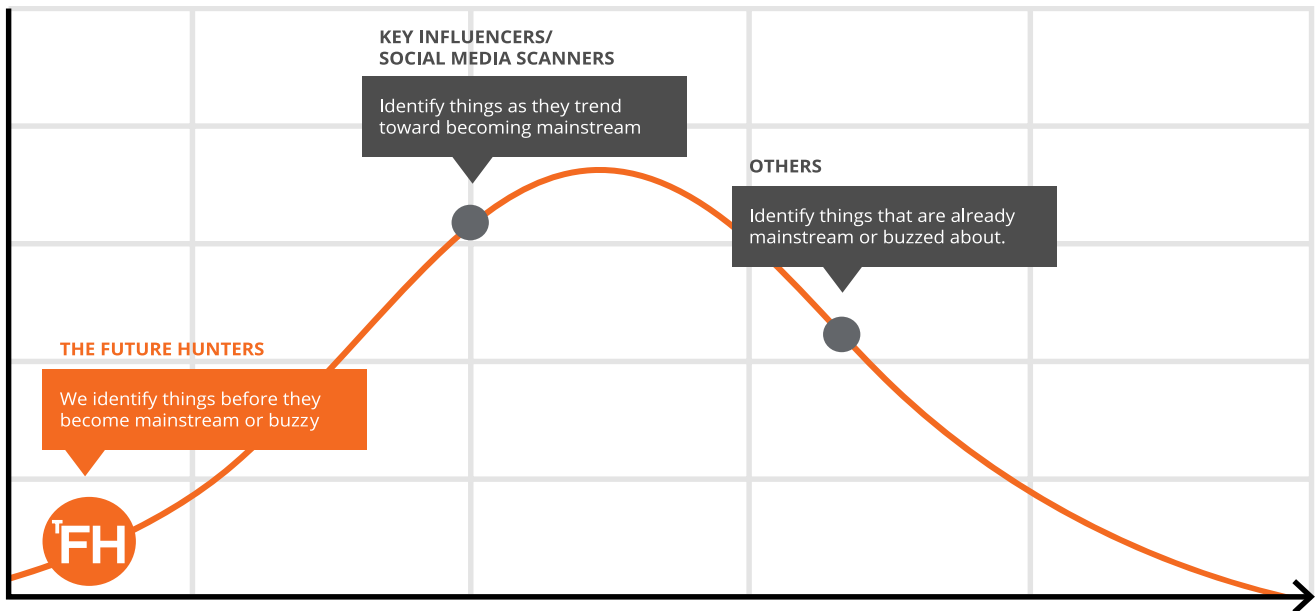 KEY INFLUENCERS/
SOCIAL MEDIA SCANNERS
Identify things as they trend
toward becoming mainstream
OTHERS
Identify things that are already
mainstream or buzzed about.
THE FUTURE HUNTERS
We identify things before they
become mainstream or buzzy
TFH